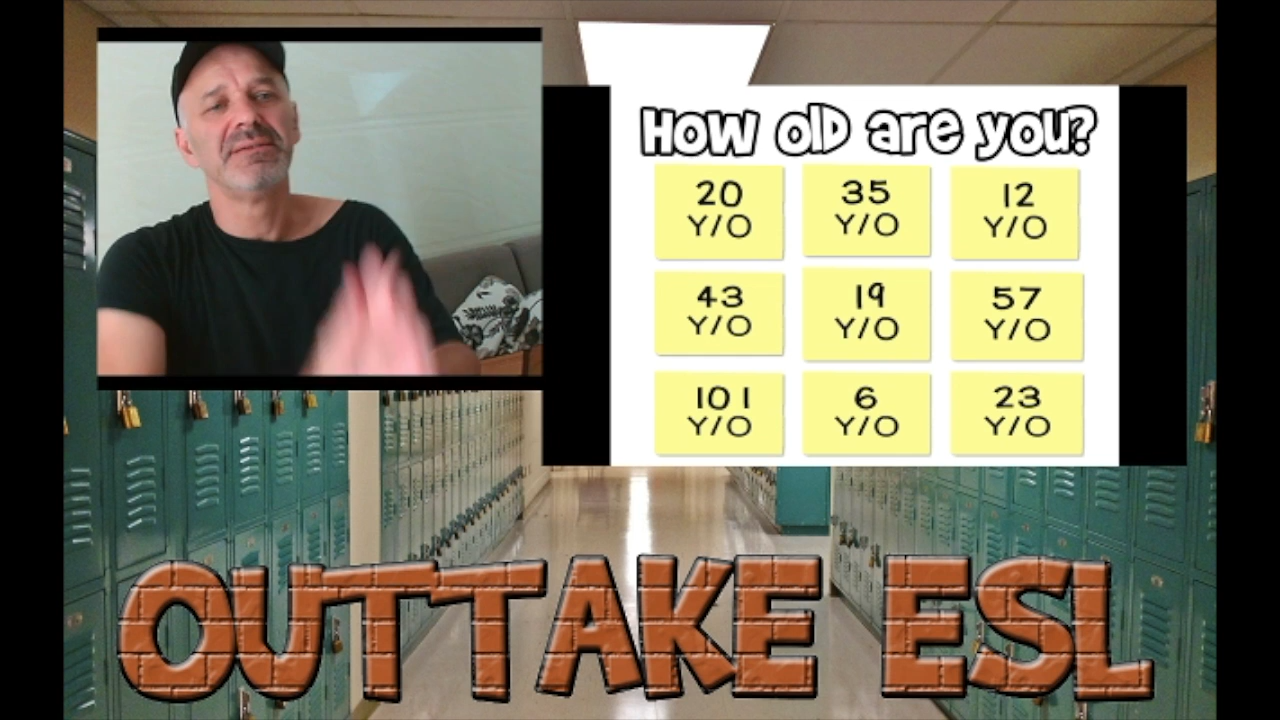 How old are you?
20 Y/O
35 Y/O
12 Y/O
43 Y/O
19 Y/O
57 Y/O
101 Y/O
6 Y/O
23 Y/O
OUTTAKE ESL